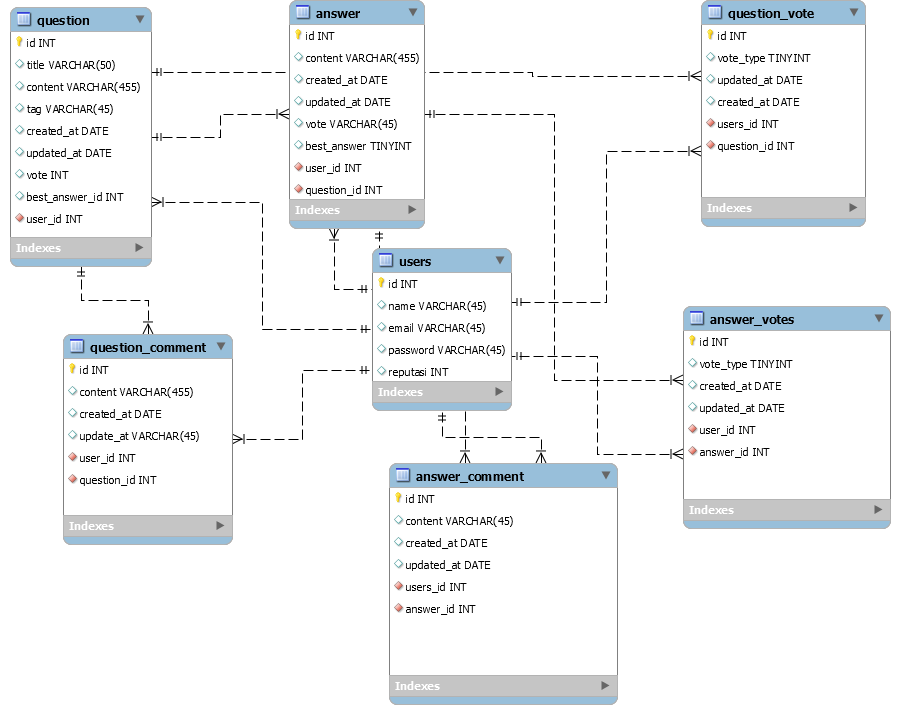 question
id INT
title VARCHAR(50)
content VARCHAR(455)
tag VARCHAR(45)
created_at DATE
updated_at DATE
vote INT
best_answer_id INT
user_id INT
Indexes
answer
id INT
content VARCHAR(455)
created_at DATE
updated_at DATE
vote VARCHAR(45)
best_answer TINYINT
user_id INT
question_id INT
Indexes
question_vote
id INT
vote_type TINYINT
updated_at DATE
created_at DATE
users_id INT
question_id INT
Indexes
users
id INT
name VARCHAR(45)
email VARCHAR(45)
password VARCHAR(45)
reputasi INT
Indexes
answer_votes
id INT
vote_type TINYINT
created_at DATE
updated_at DATE
user_id INT
answer_id INT
Indexes
question_comment
id INT
content VARCHAR(455)
created_at DATE
update_at VARCHAR(45)
user_id INT
question_id INT
Indexes
answer_comment
id INT
content VARCHAR(45)
created_at DATE
updated_at DATE
users_id INT
answer_id INT
Indexes